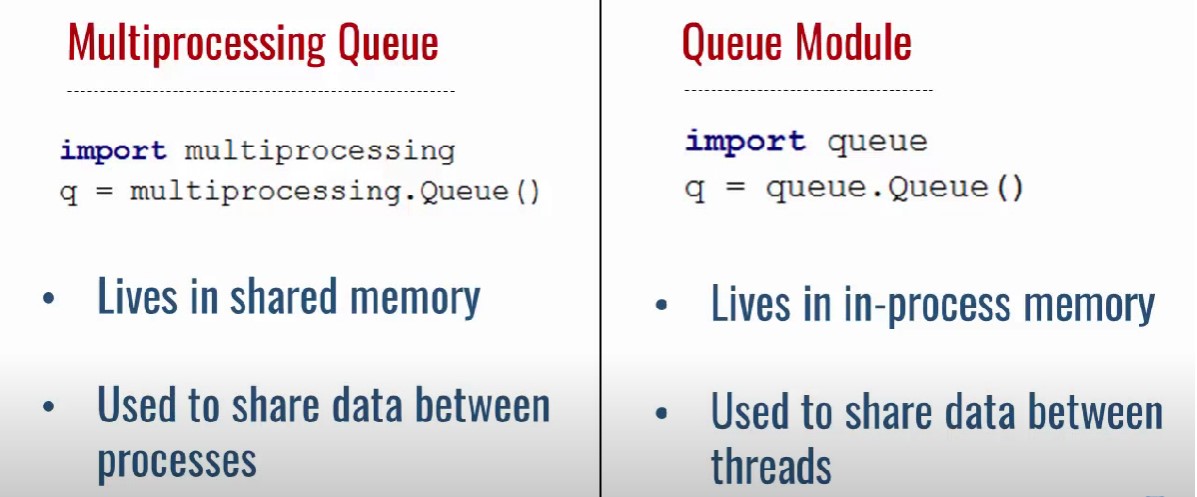 Multiprocessing Queue
import multiprocessing
q = multiprocessing.Queue()
• Lives in shared memory
• Used to share data between
processes
Queue Module
import queue
q = queue.Queue()
• Lives in in-process memory
• Used to share data between
threads